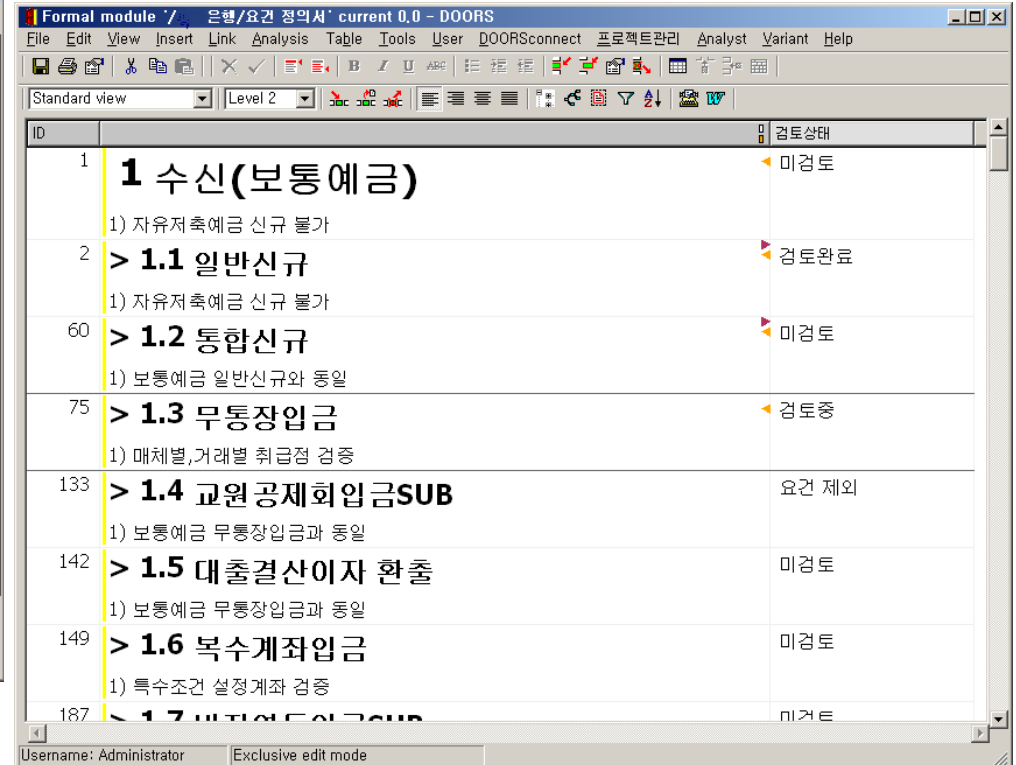 Formal module '/ 은행/요건 정의서' current 0.0 - DOORS
File Edit View Insert Link Analysis Table Tools User DOORSconnect 프로젝트관리 Analyst Variant Help
B I U ABC
Standard view Level 2
ID 검토상태
1 1 수신(보통예금) 미검토
1) 자유저축예금 신규 불가
2 > 1.1 일반신규 검토완료
1) 자유저축예금 신규 불가
60 > 1.2 통합신규 미검토
1) 보통예금 일반신규와 동일
75 > 1.3 무통장입금 검토중
1) 매체별,거래별 취급점 검증
133 > 1.4 교원공제회입금SUB 요건 제외
1) 보통예금 무통장입금과 동일
142 > 1.5 대출결산이자 환출 미검토
1) 보통예금 무통장입금과 동일
149 > 1.6 복수계좌입금 미검토
1) 특수조건 설정계좌 검증
187 > 1.7 미검토
Username: Administrator Exclusive edit mode